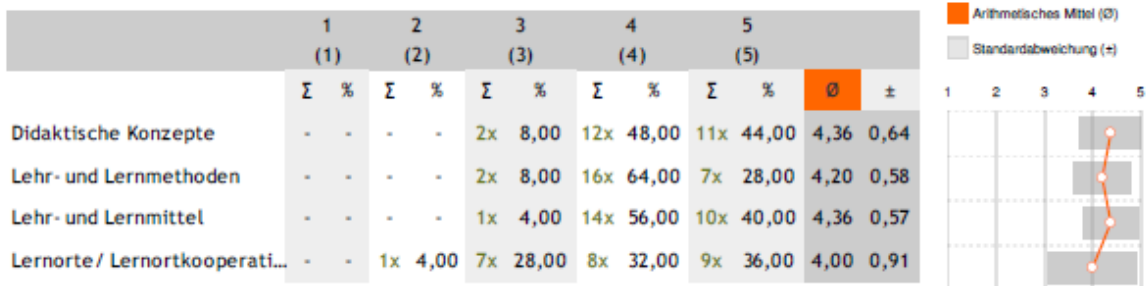 Arithmetisches Mittel (Ø)
Standardabweichung (±)
1 2 3 4 5
(1) (2) (3) (4) (5)
Σ % Σ % Σ % Σ % Σ % Ø ±
1 2 3 4 5
Didaktische Konzepte - - - - 2x 8,00 12x 48,00 11x 44,00 4,36 0,64
Lehr- und Lernmethoden - - - - 2x 8,00 16x 64,00 7x 28,00 4,20 0,58
Lehr- und Lernmittel - - - - 1x 4,00 14x 56,00 10x 40,00 4,36 0,57
Lernorte/ Lernortkooperati... - - 1x 4,00 7x 28,00 8x 32,00 9x 36,00 4,00 0,91